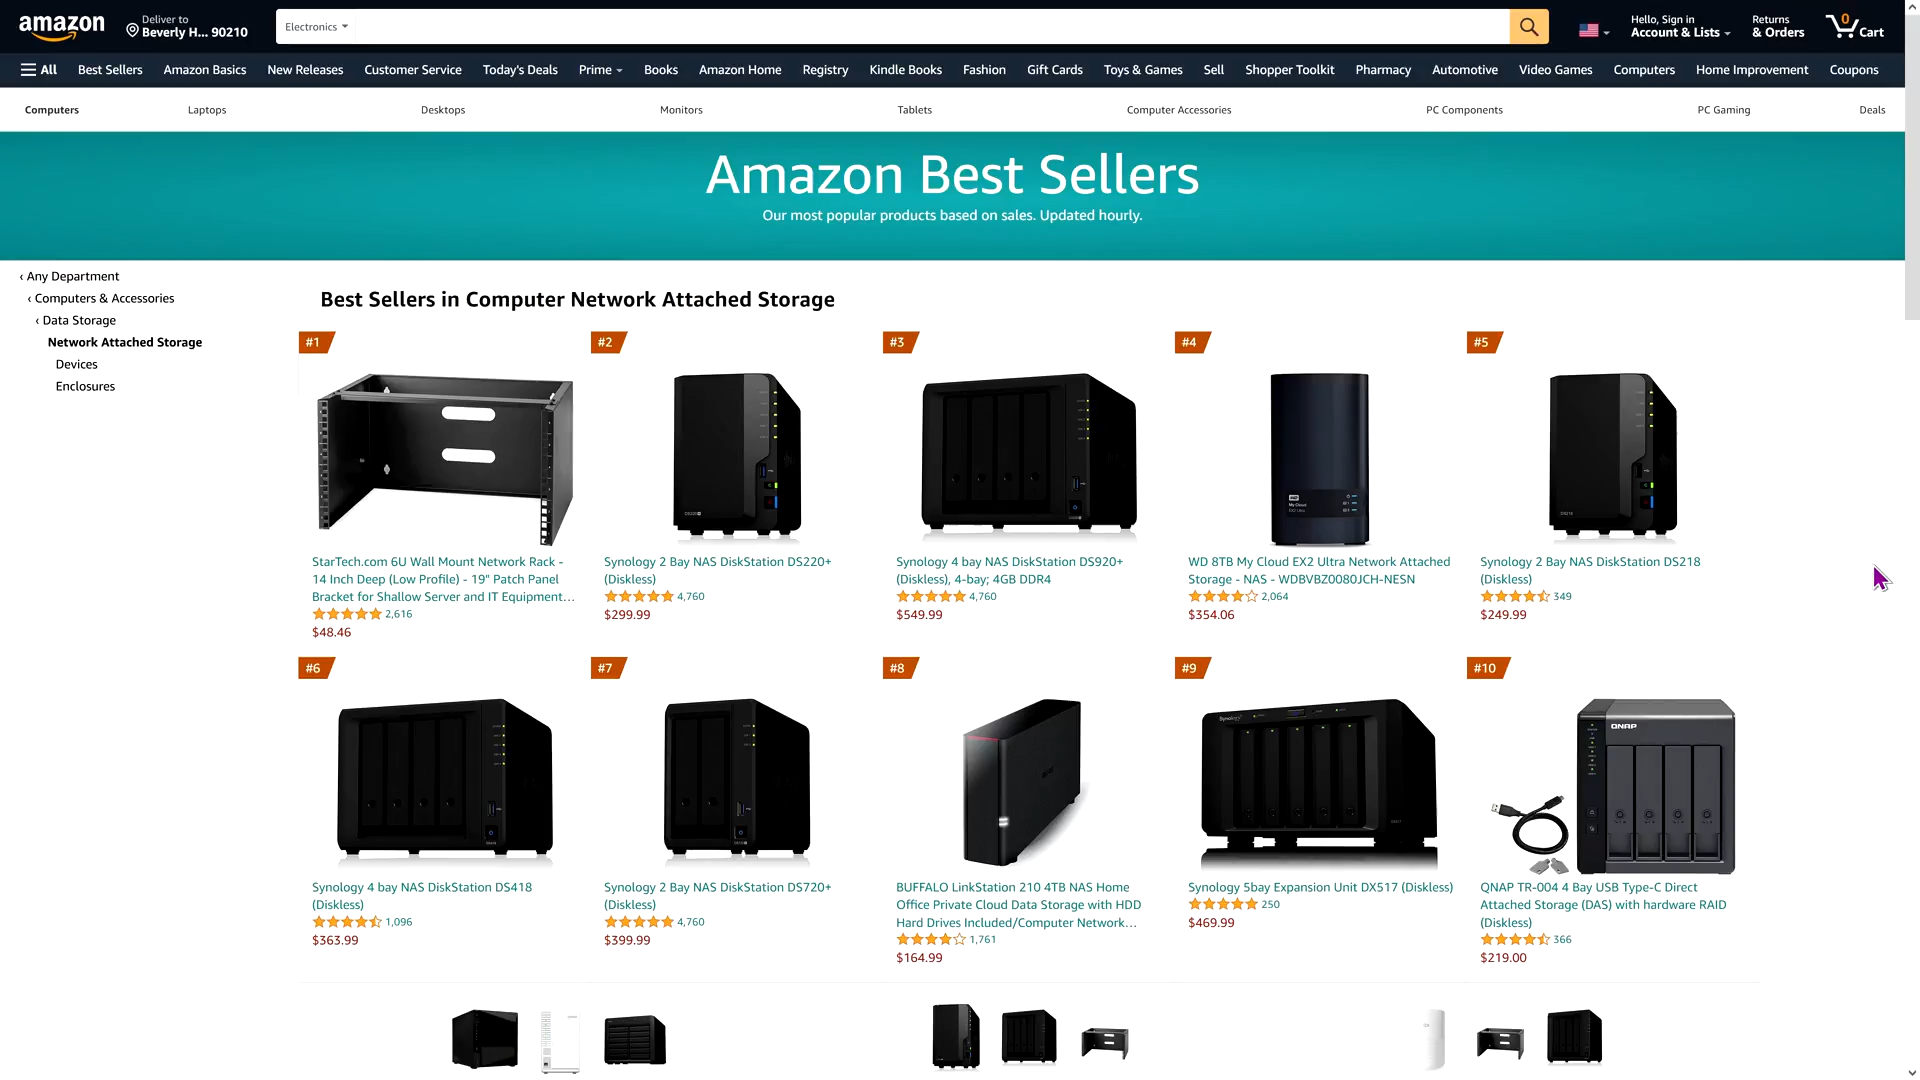 amazon
Deliver to
Beverly H... 90210
Electronics
Hello, Sign in
Account & Lists
Returns
& Orders
0
Cart
All
Best Sellers
Amazon Basics
New Releases
Customer Service
Today's Deals
Prime
Books
Amazon Home
Registry
Kindle Books
Fashion
Gift Cards
Toys & Games
Sell
Shopper Toolkit
Pharmacy
Automotive
Video Games
Computers
Home Improvement
Coupons
Computers
Laptops
Desktops
Monitors
Tablets
Computer Accessories
PC Components
PC Gaming
Deals
Amazon Best Sellers
Our most popular products based on sales. Updated hourly.
‹ Any Department
‹ Computers & Accessories
‹ Data Storage
Network Attached Storage
Devices
Enclosures
Best Sellers in Computer Network Attached Storage
#1
StarTech.com 6U Wall Mount Network Rack -
14 Inch Deep (Low Profile) - 19" Patch Panel
Bracket for Shallow Server and IT Equipment…
2,616
$48.46
#2
Synology 2 Bay NAS DiskStation DS220+
(Diskless)
4,760
$299.99
#3
Synology 4 bay NAS DiskStation DS920+
(Diskless), 4-bay; 4GB DDR4
4,760
$549.99
#4
WD
My Cloud
EX2 Ultra
WD 8TB My Cloud EX2 Ultra Network Attached
Storage - NAS - WDBVBZ0080JCH-NESN
2,064
$354.06
#5
Synology 2 Bay NAS DiskStation DS218
(Diskless)
349
$249.99
#6
Synology 4 bay NAS DiskStation DS418
(Diskless)
1,096
$363.99
#7
Synology 2 Bay NAS DiskStation DS720+
(Diskless)
4,760
$399.99
#8
BUFFALO LinkStation 210 4TB NAS Home
Office Private Cloud Data Storage with HDD
Hard Drives Included/Computer Network…
1,761
$164.99
#9
Synology
Synology 5bay Expansion Unit DX517 (Diskless)
250
$469.99
#10
QNAP
QNAP TR-004 4 Bay USB Type-C Direct
Attached Storage (DAS) with hardware RAID
(Diskless)
366
$219.00